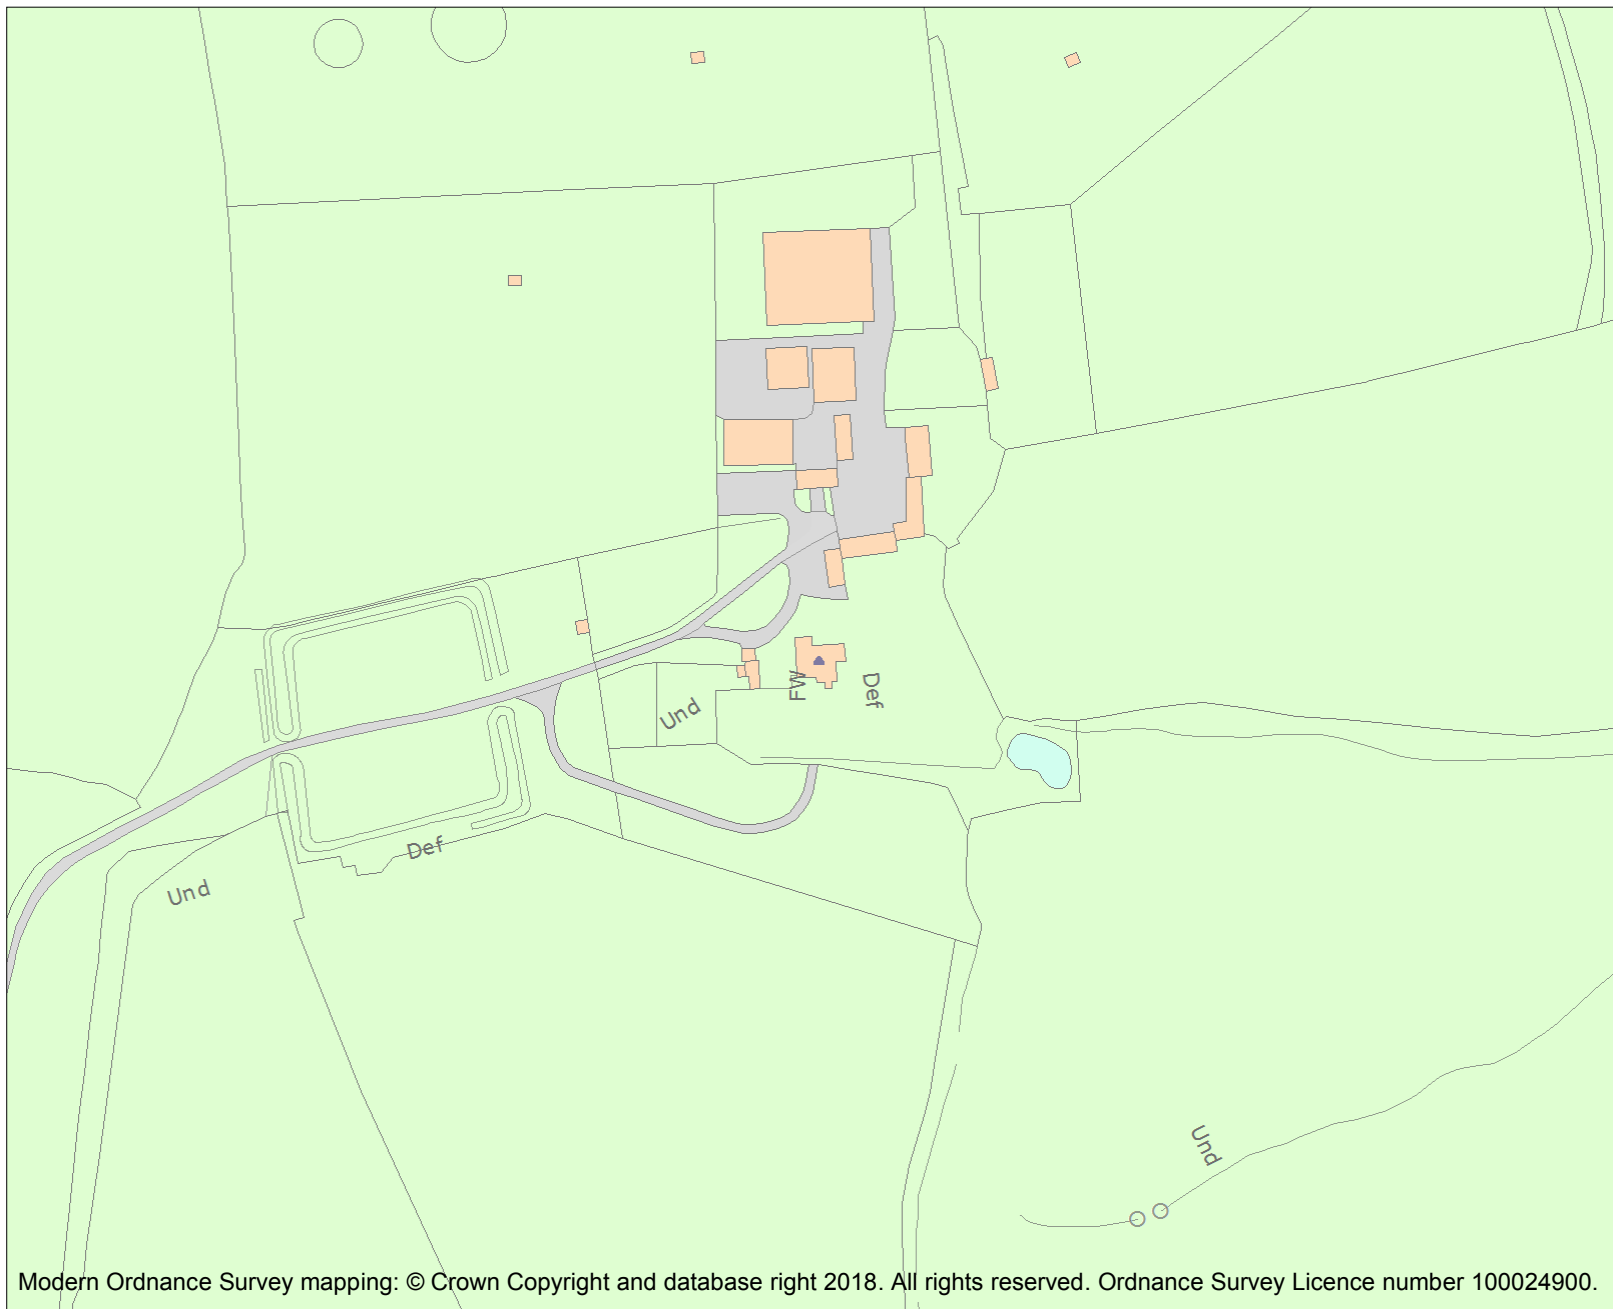 FW
Def
Und
Def
Und
Und
Modern Ordnance Survey mapping: © Crown Copyright and database right 2018. All rights reserved. Ordnance Survey Licence number 100024900.